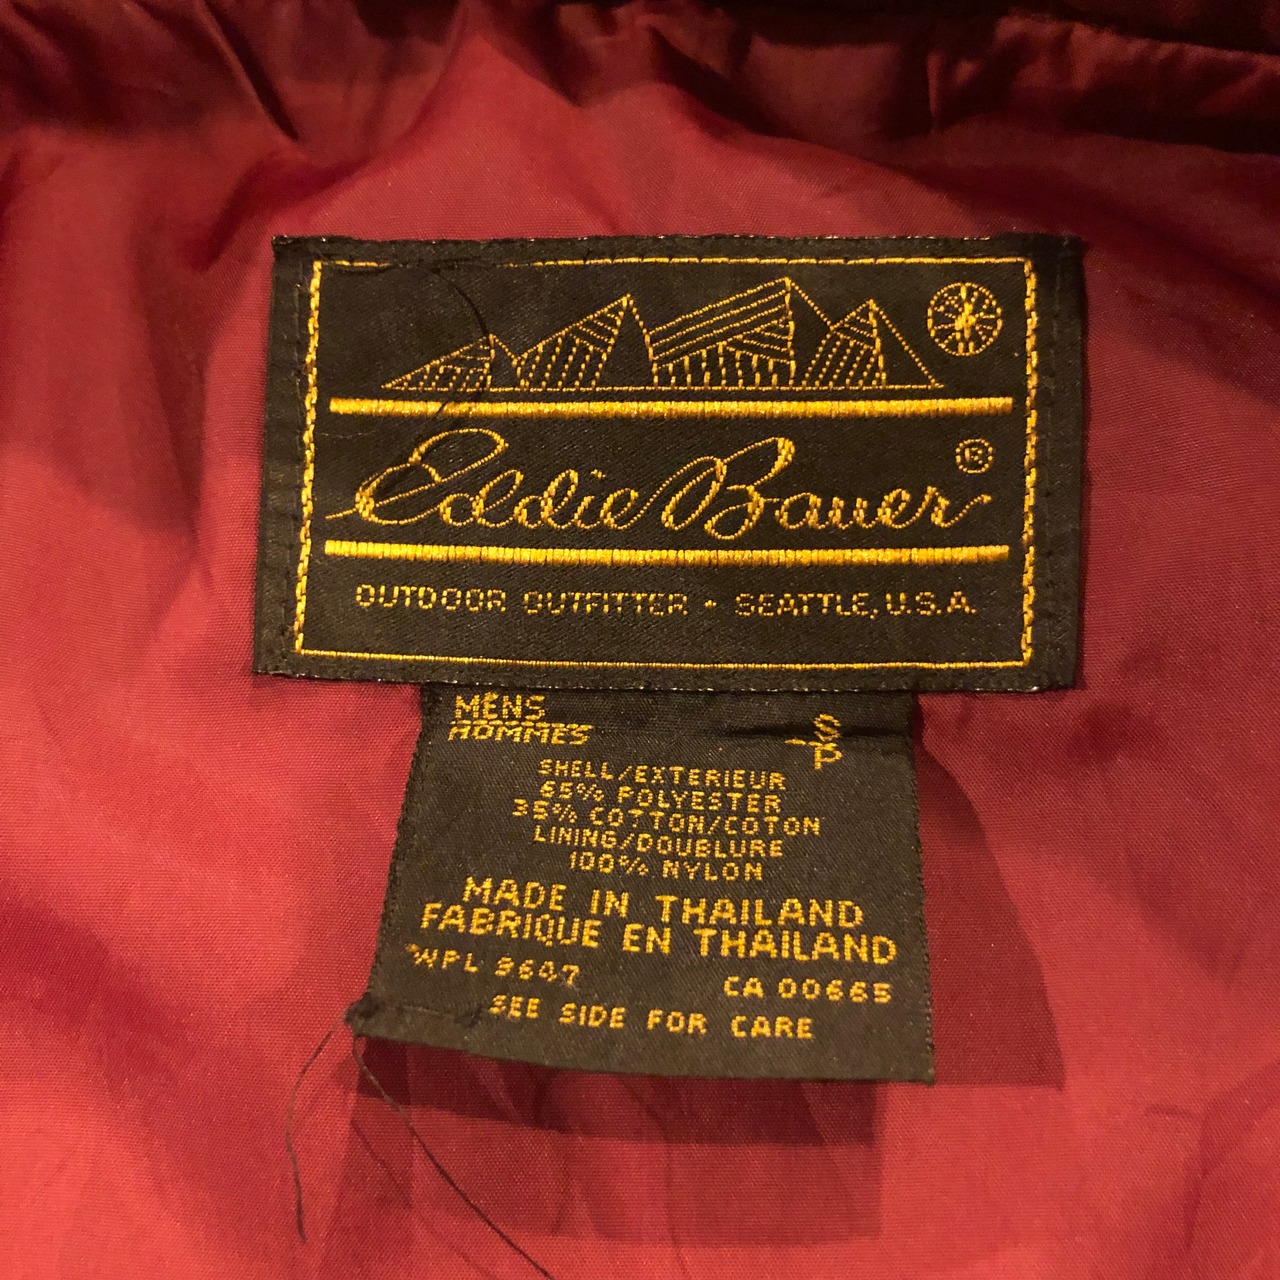 Eddie Bauer ®
OUTDOOR OUTFITTER • SEATTLE, U.S.A.
MENS S
HOMMES P
SHELL/EXTERIEUR
65% POLYESTER
35% COTTON/COTON
LINING/DOUBLURE
100% NYLON
MADE IN THAILAND
FABRIQUE EN THAILAND
WPL 9647 CA 00665
SEE SIDE FOR CARE